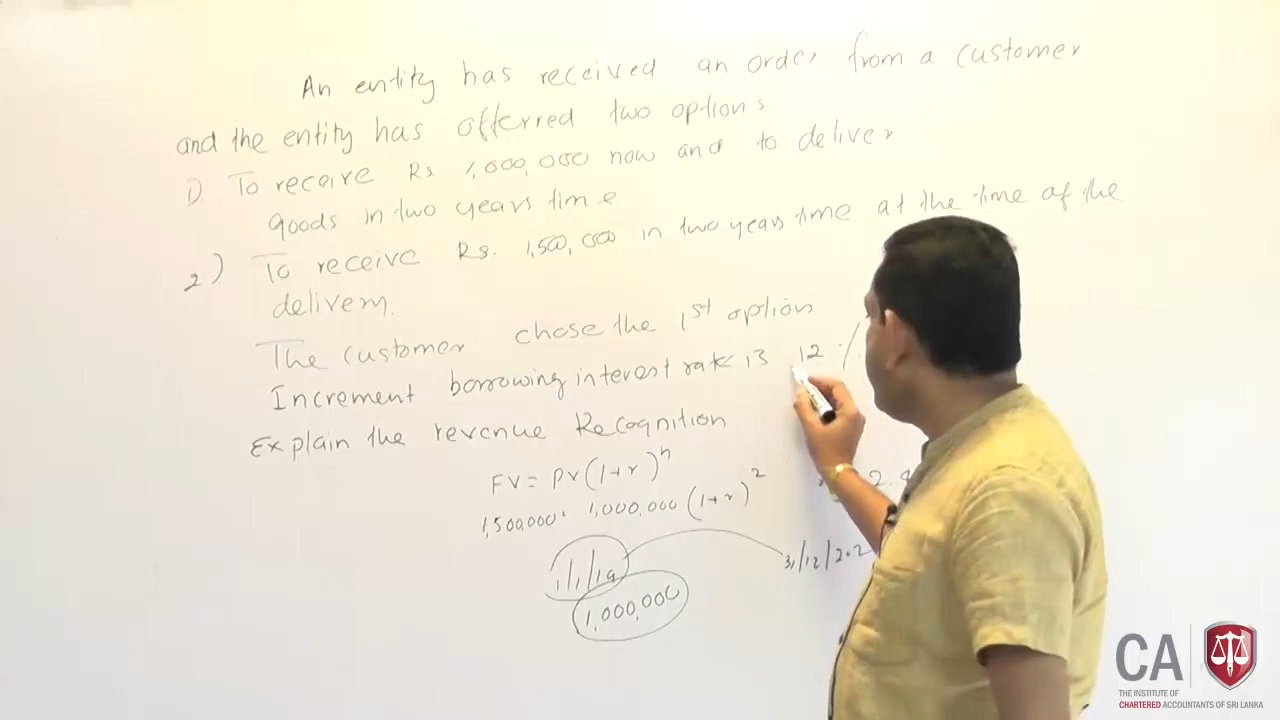 An entity has received an order from a customer
and the entity has offerred two options
1) To receive Rs 1,000,000 now and to deliver
goods in two years time
2) To receive Rs. 1,500,000 in two years time at the time of the
delivery.
The customer chose the 1st option
Increment borrowing interest rate is 12 %
Explain the revenue Recognition
FV = PV(1+r)^n
1,500,000 = 1,000,000 (1+r)^2
1/1/19 31/12/202
1,000,000
CA
THE INSTITUTE OF
CHARTERED ACCOUNTANTS OF SRI LANKA